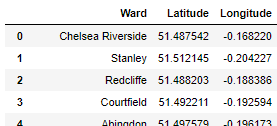 Ward Latitude Longitude
0 Chelsea Riverside 51.487542 -0.168220
1 Stanley 51.512145 -0.204227
2 Redcliffe 51.488203 -0.188386
3 Courtfield 51.492211 -0.192594
4 Abingdon 51.497579 -0.196173